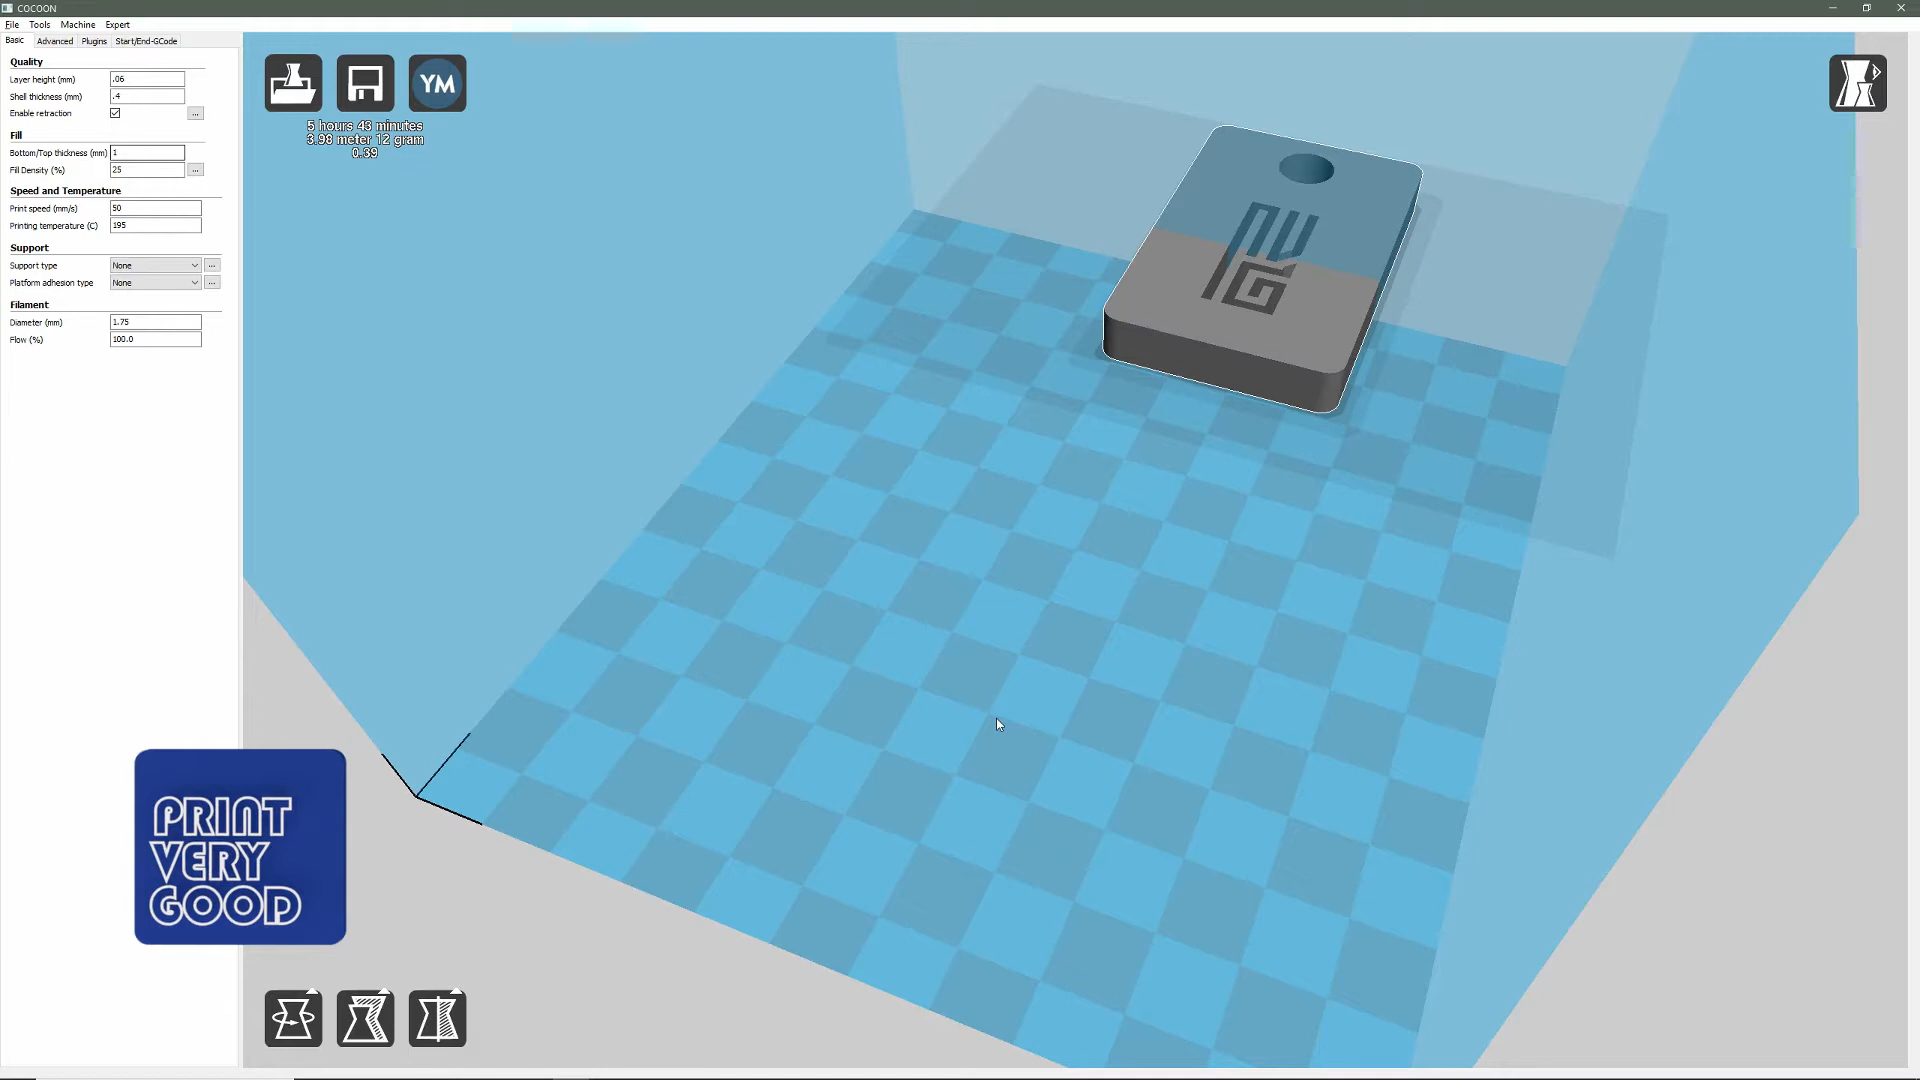 COCOON
File Tools Machine Expert
Basic Advanced Plugins Start/End-GCode
Quality
Layer height (mm) .06
Shell thickness (mm) .4
Enable retraction ...
Fill
Bottom/Top thickness (mm) 1
Fill Density (%) 25 ...
Speed and Temperature
Print speed (mm/s) 50
Printing temperature (C) 195
Support
Support type None ...
Platform adhesion type None ...
Filament
Diameter (mm) 1.75
Flow (%) 100.0
YM
5 hours 43 minutes
3.98 meter 12 gram
0.39
PRINT
VERY
GOOD